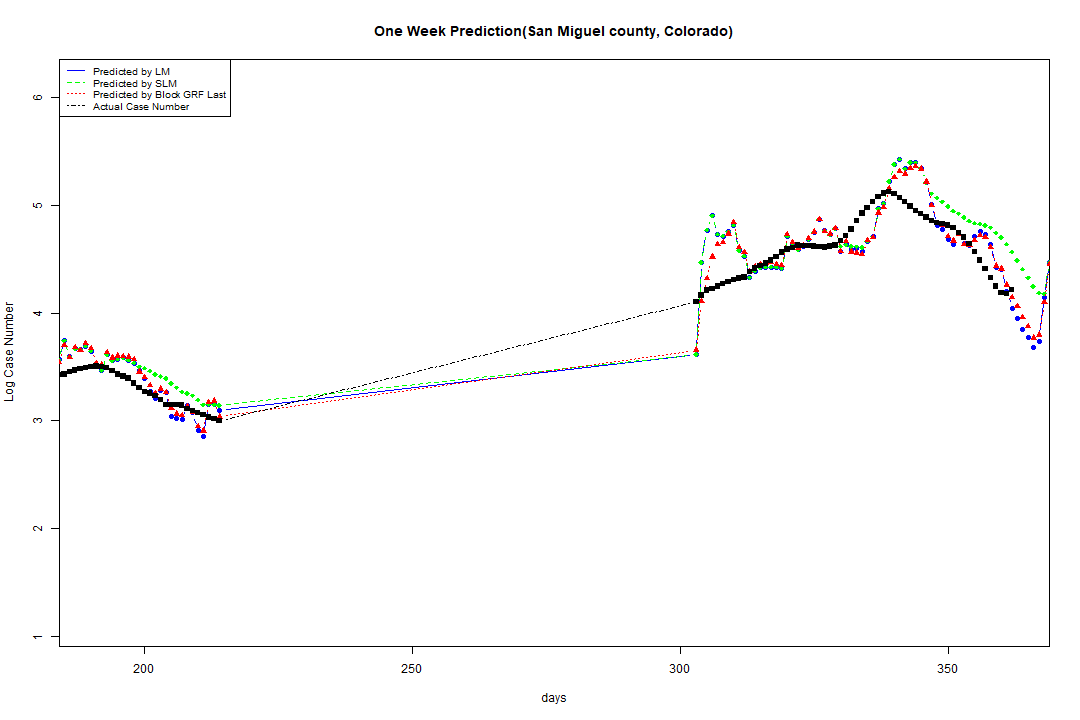 One Week Prediction(San Miguel county, Colorado)
Predicted by LM
Predicted by SLM
Predicted by Block GRF Last
Actual Case Number
6
5
4
3
2
1
Log Case Number
200 250 300 350
days